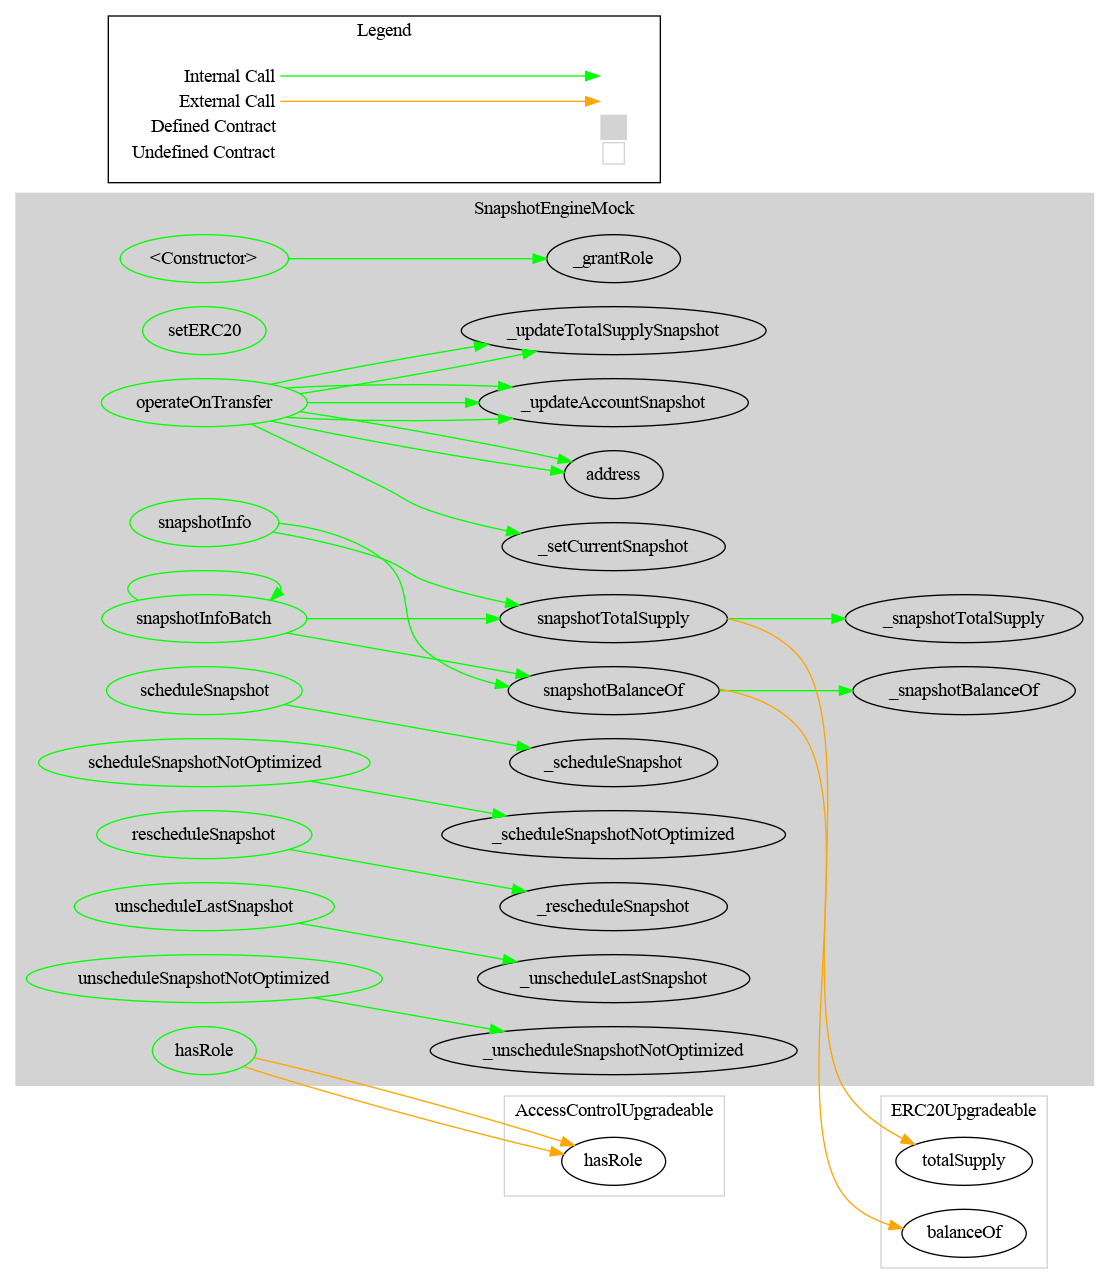 Legend
Internal Call
External Call
Defined Contract
Undefined Contract
SnapshotEngineMock
<Constructor>
_grantRole
setERC20
_updateTotalSupplySnapshot
operateOnTransfer
_updateAccountSnapshot
address
snapshotInfo
_setCurrentSnapshot
snapshotInfoBatch
snapshotTotalSupply
_snapshotTotalSupply
scheduleSnapshot
snapshotBalanceOf
_snapshotBalanceOf
scheduleSnapshotNotOptimized
_scheduleSnapshot
rescheduleSnapshot
_scheduleSnapshotNotOptimized
unscheduleLastSnapshot
_rescheduleSnapshot
unscheduleSnapshotNotOptimized
_unscheduleLastSnapshot
hasRole
_unscheduleSnapshotNotOptimized
AccessControlUpgradeable
hasRole
ERC20Upgradeable
totalSupply
balanceOf